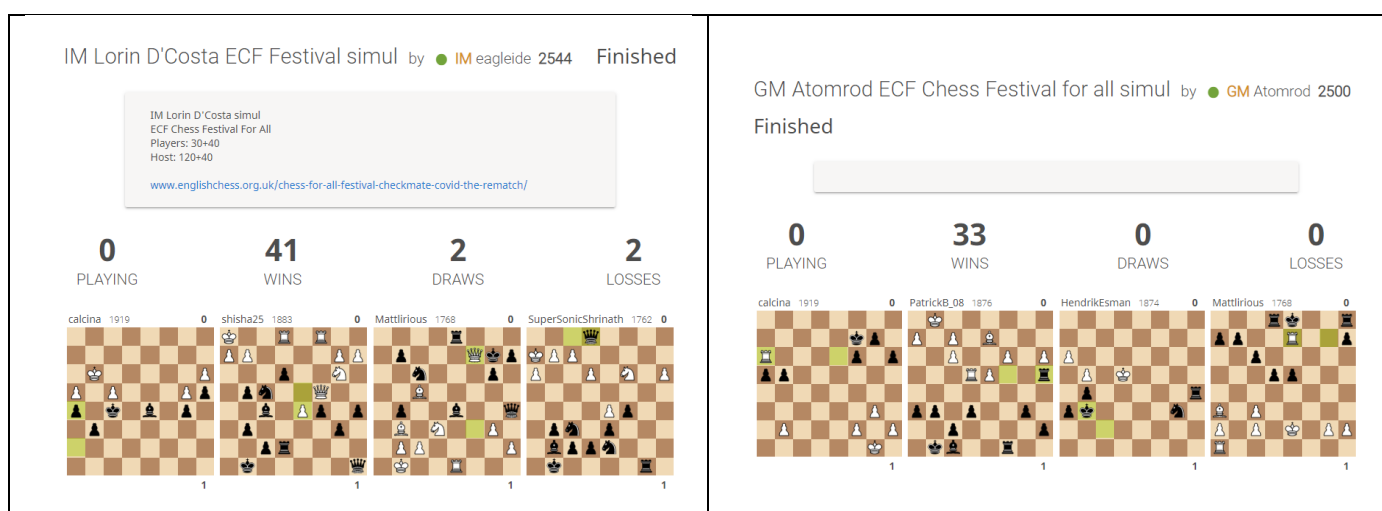 IM Lorin D'Costa ECF Festival simul by IM eagleide 2544 Finished
IM Lorin D'Costa simul
ECF Chess Festival For All
Players: 30+40
Host: 120+40
www.englishchess.org.uk/chess-for-all-festival-checkmate-covid-the-rematch/
0 41 2 2
PLAYING WINS DRAWS LOSSES
calcina 1919 0 shisha25 1883 0 Mattlirious 1768 0 SuperSonicShrinath 1762 0
1 1 1 1
GM Atomrod ECF Chess Festival for all simul by GM Atomrod 2500
Finished
0 33 0 0
PLAYING WINS DRAWS LOSSES
calcina 1919 0 PatrickB_08 1876 0 HendrikEsman 1874 0 Mattlirious 1768 0
1 1 1 1